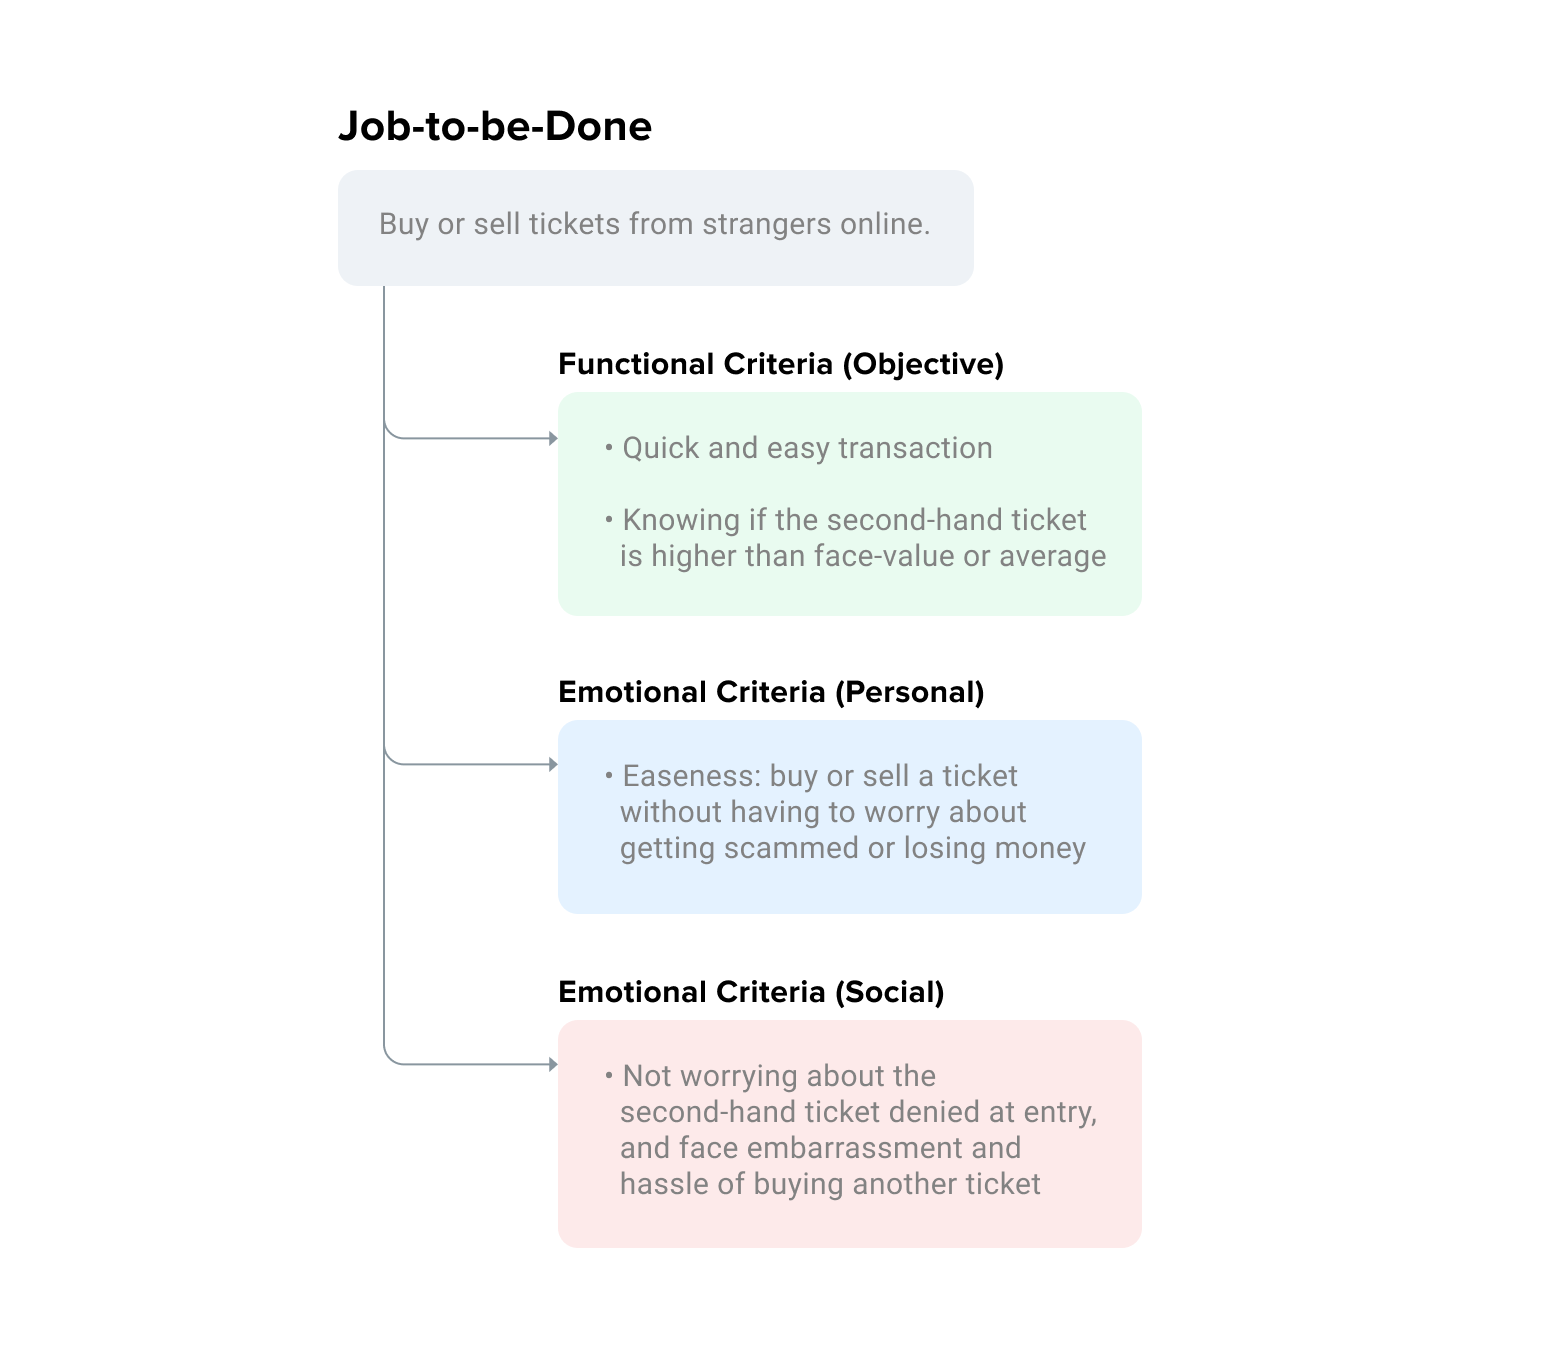 Job-to-be-Done
Buy or sell tickets from strangers online.
Functional Criteria (Objective)
• Quick and easy transaction
• Knowing if the second-hand ticket
is higher than face-value or average
Emotional Criteria (Personal)
• Easeness: buy or sell a ticket
without having to worry about
getting scammed or losing money
Emotional Criteria (Social)
• Not worrying about the
second-hand ticket denied at entry,
and face embarrassment and
hassle of buying another ticket